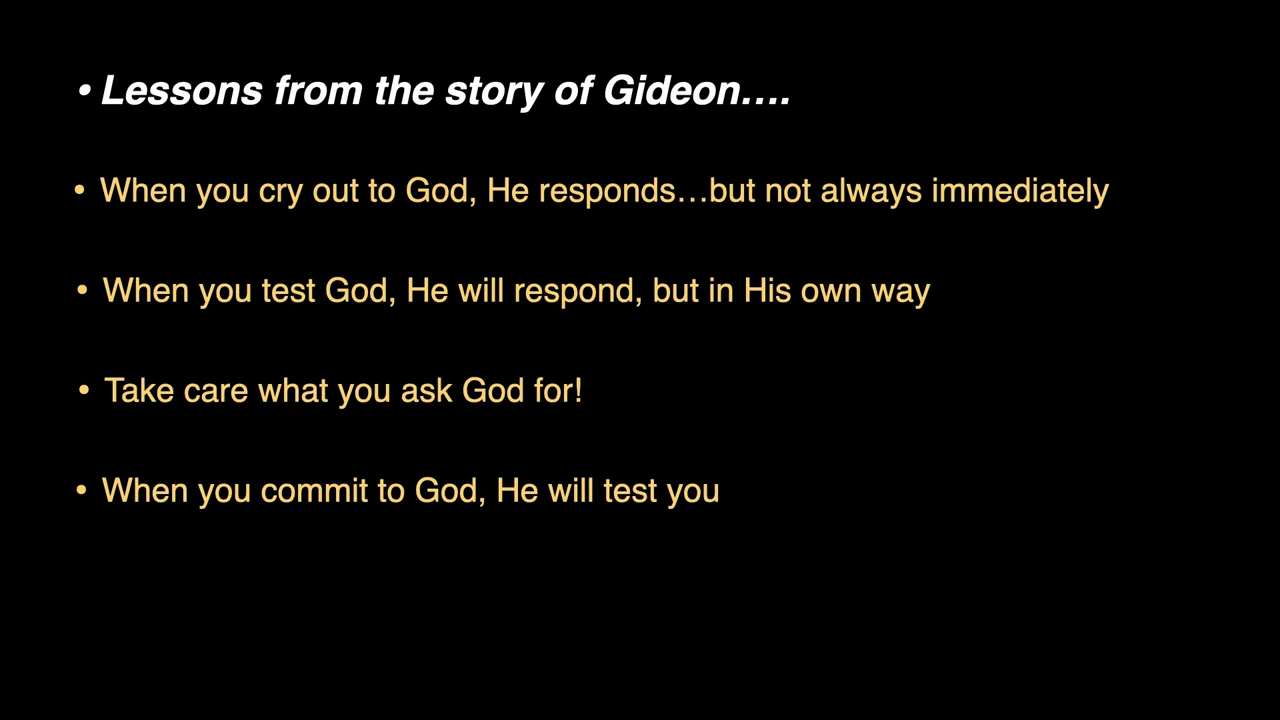 • Lessons from the story of Gideon....
• When you cry out to God, He responds…but not always immediately
• When you test God, He will respond, but in His own way
• Take care what you ask God for!
• When you commit to God, He will test you